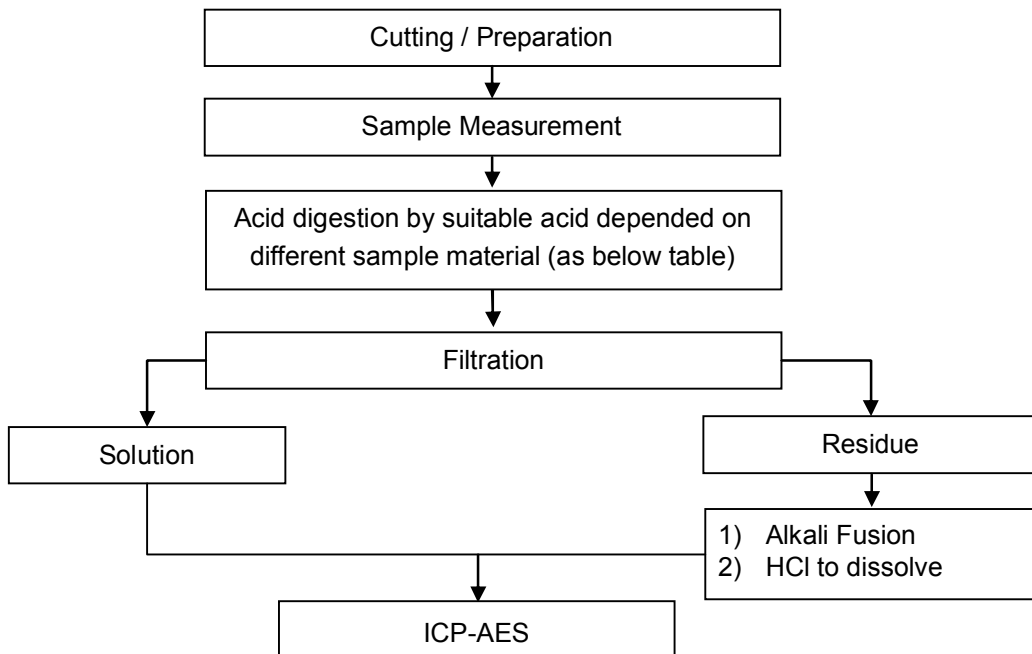 Cutting / Preparation
Sample Measurement
Acid digestion by suitable acid depended on
different sample material (as below table)
Filtration
Solution
Residue
1) Alkali Fusion
2) HCl to dissolve
ICP-AES